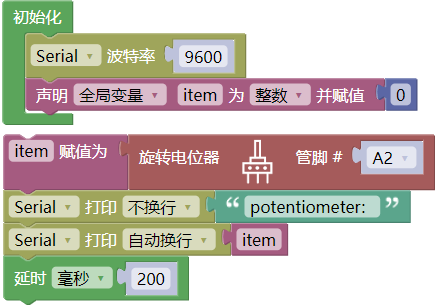 初始化
Serial 波特率 9600
声明 全局变量 item 为 整数 并赋值 0
item 赋值为 旋转电位器 管脚 # A2
Serial 打印 不换行 “ potentiometer: ”
Serial 打印 自动换行 item
延时 毫秒 200